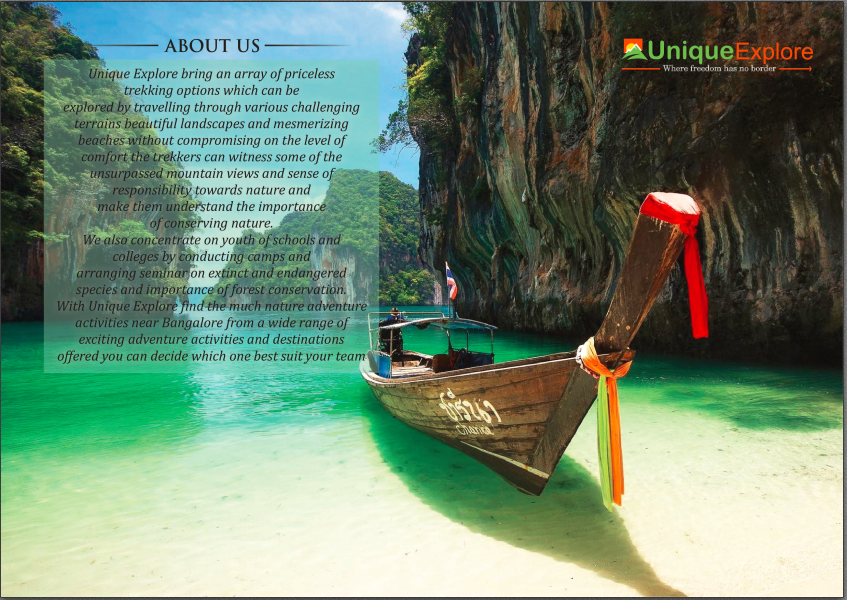 ABOUT US
UniqueExplore
Where freedom has no border
Unique Explore bring an array of priceless
trekking options which can be
explored by travelling through various challenging
terrains beautiful landscapes and mesmerizing
beaches without compromising on the level of
comfort the trekkers can witness some of the
unsurpassed mountain views and sense of
responsibility towards nature and
make them understand the importance
of conserving nature.
We also concentrate on youth of schools and
colleges by conducting camps and
arranging seminar on extinct and endangered
species and importance of forest conservation.
With Unique Explore find the much nature adventure
activities near Bangalore from a wide range of
exciting adventure activities and destinations
offered you can decide which one best suit your team